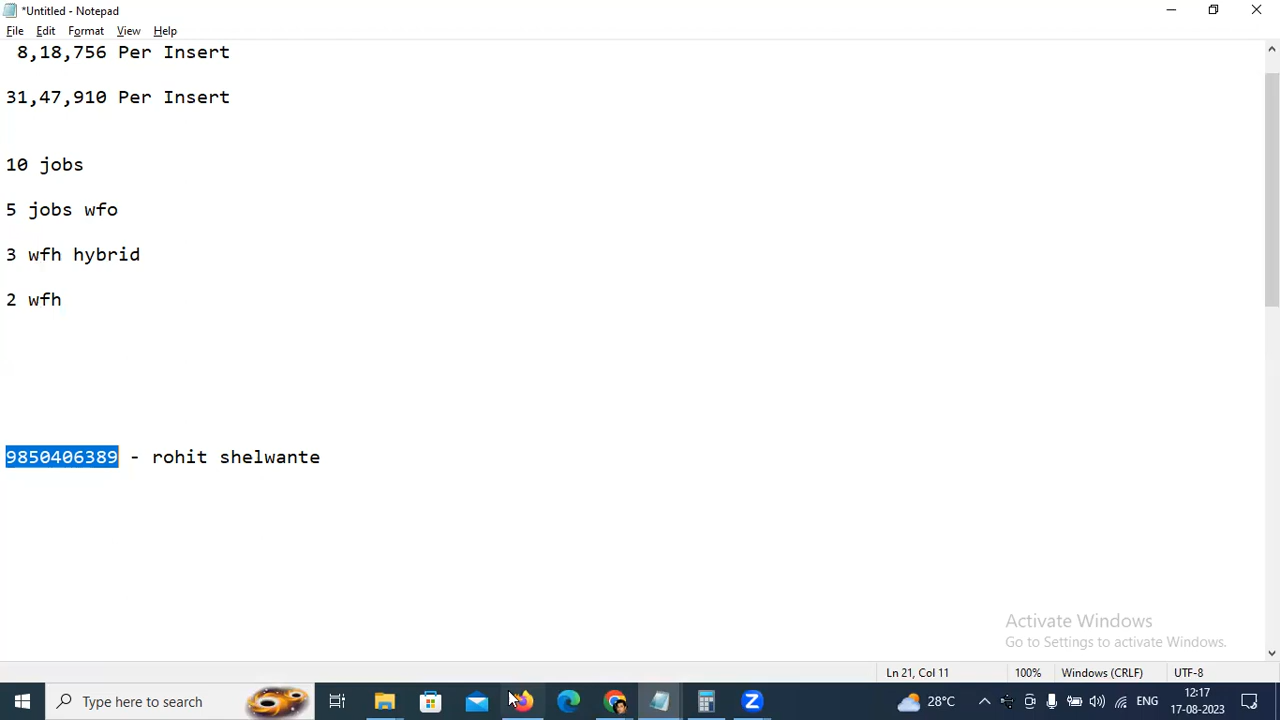 *Untitled - Notepad
File Edit Format View Help
8,18,756 Per Insert
31,47,910 Per Insert
10 jobs
5 jobs wfo
3 wfh hybrid
2 wfh
9850406389 - rohit shelwante
Activate Windows
Go to Settings to activate Windows.
Ln 21, Col 11 100% Windows (CRLF) UTF-8
Type here to search
28°C ENG 12:17
17-08-2023